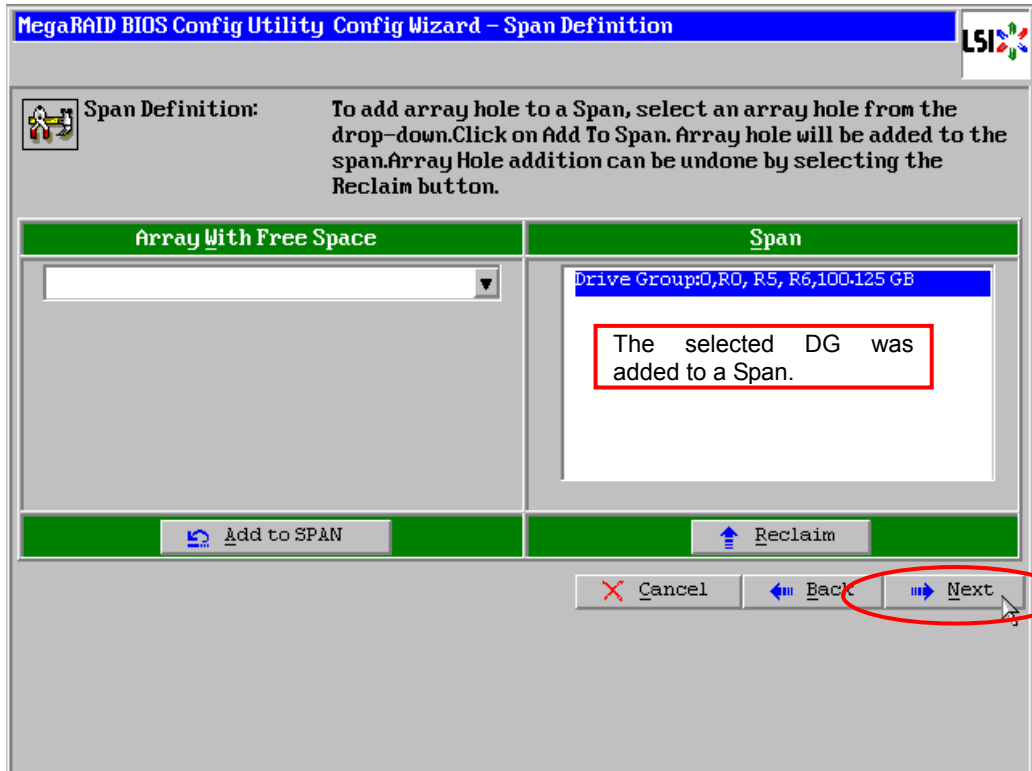 MegaRAID BIOS Config Utility Config Wizard – Span Definition
LSI
Span Definition:
To add array hole to a Span, select an array hole from the
drop-down.Click on Add To Span. Array hole will be added to the
span.Array Hole addition can be undone by selecting the
Reclaim button.
Array With Free Space
Span
Drive Group:0,R0, R5, R6,100.125 GB
The selected DG was
added to a Span.
Add to SPAN
Reclaim
Cancel
Back
Next